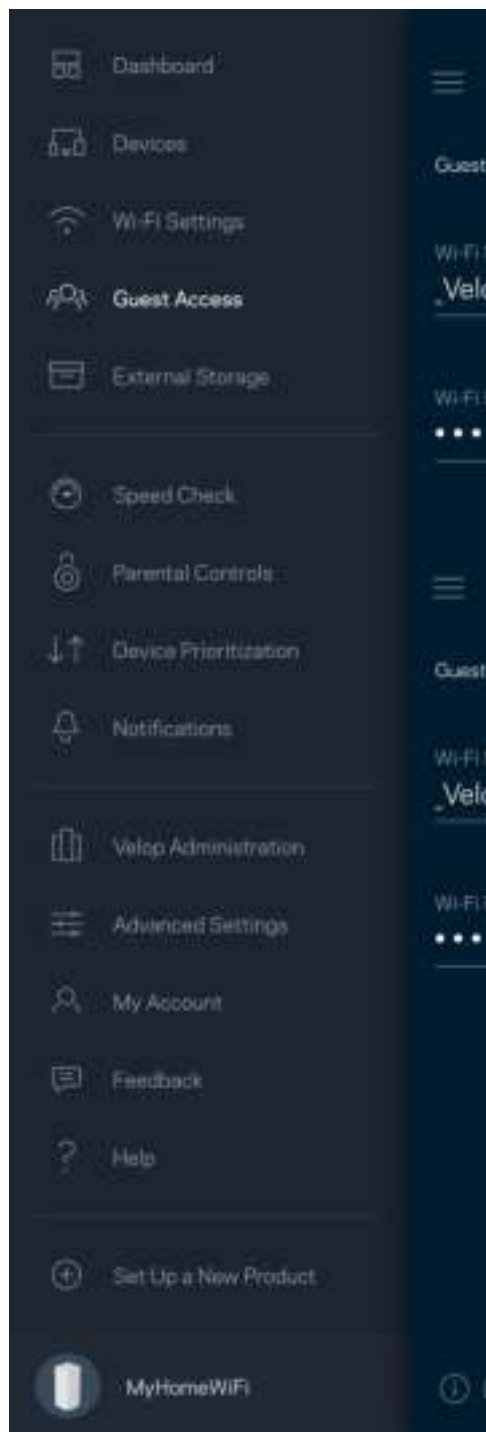 Dashboard
Devices
Wi-Fi Settings
Guest Access
External Storage
Speed Check
Parental Controls
Device Prioritization
Notifications
Velop Administration
Advanced Settings
My Account
Feedback
Help
Set Up a New Product
MyHomeWiFi
Guest
Wi-Fi
_Velo
Wi-Fi
Guest
Wi-Fi
_Velo
Wi-Fi